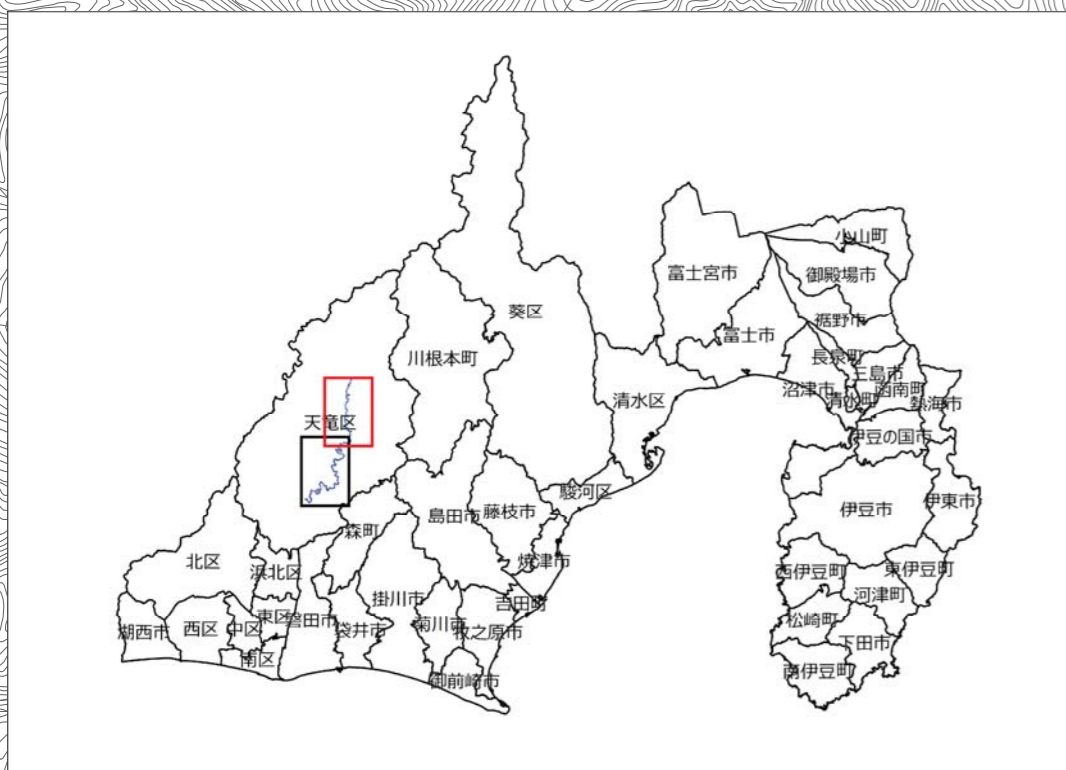 小山町
富士宮市
御殿場市
葵区
裾野市
富士市
川根本町
長泉町
三島市
沼津市
函南町
清水町
清水区
熱海市
天竜区
伊豆の国市
駿河区
伊東市
島田市
藤枝市
伊豆市
森町
北区
焼津市
浜北区
西伊豆町
東伊豆町
掛川市
河津町
吉田町
東区
磐田市
松崎町
湖西市
西区
中区
袋井市
菊川市
牧之原市
下田市
南区
南伊豆町
御前崎市